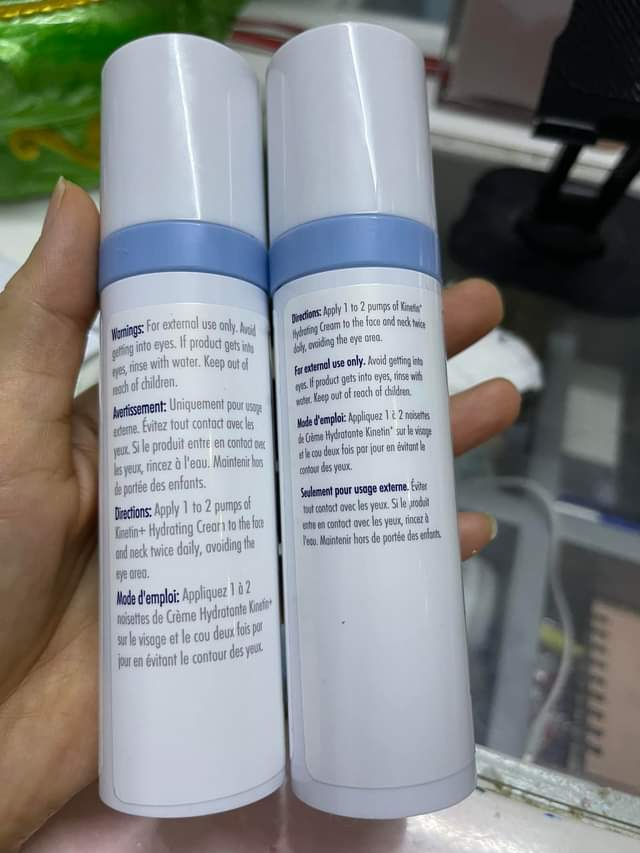 Warnings: For external use only. Avoid
getting into eyes. If product gets into
eyes, rinse with water. Keep out of
reach of children.
Avertissement: Uniquement pour usage
externe. Évitez tout contact avec les
yeux. Si le produit entre en contact avec
les yeux, rincez à l'eau. Maintenir hors
de portée des enfants.
Directions: Apply 1 to 2 pumps of
Kinetin+ Hydrating Cream to the face
and neck twice daily, avoiding the
eye area.
Mode d'emploi: Appliquez 1 à 2
noisettes de Crème Hydratante Kinetin+
sur le visage et le cou deux fois par
jour en évitant le contour des yeux.
Directions: Apply 1 to 2 pumps of Kinetin+
Hydrating Cream to the face and neck twice
daily, avoiding the eye area.
For external use only. Avoid getting into
eyes. If product gets into eyes, rinse with
water. Keep out of reach of children.
Mode d'emploi: Appliquez 1 à 2 noisettes
de Crème Hydratante Kinetin+ sur le visage
et le cou deux fois par jour en évitant le
contour des yeux.
Seulement pour usage externe. Éviter
tout contact avec les yeux. Si le produit
entre en contact avec les yeux, rincez à
l'eau. Maintenir hors de portée des enfants.